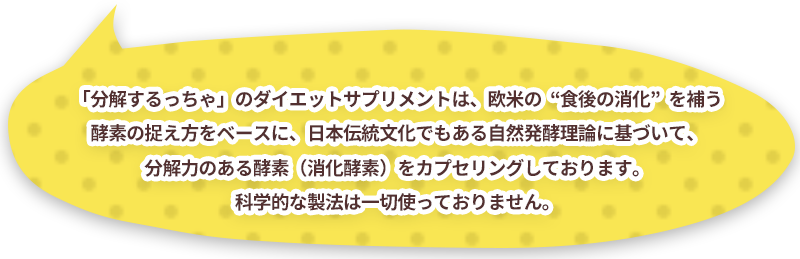 「分解するっちゃ」のダイエットサプリメントは、欧米の“食後の消化”を補う
酵素の捉え方をベースに、日本伝統文化でもある自然発酵理論に基づいて、
分解力のある酵素（消化酵素）をカプセリングしております。
科学的な製法は一切使っておりません。